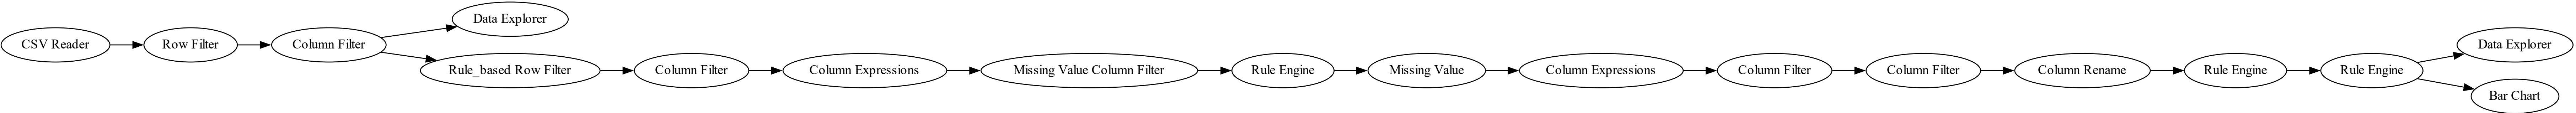 CSV Reader
Row Filter
Column Filter
Data Explorer
Rule_based Row Filter
Column Filter
Column Expressions
Missing Value Column Filter
Rule Engine
Missing Value
Column Expressions
Column Filter
Column Filter
Column Rename
Rule Engine
Rule Engine
Data Explorer
Bar Chart